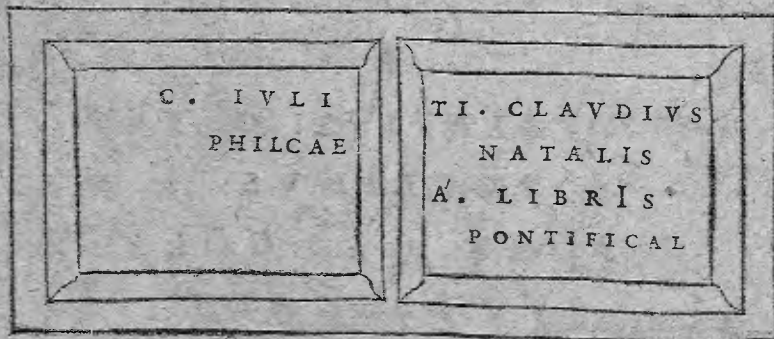 C. IVLI
PHILCAE
TI. CLAVDIVS
NATALIS
Á. LIBRIS
PONTIFICAL